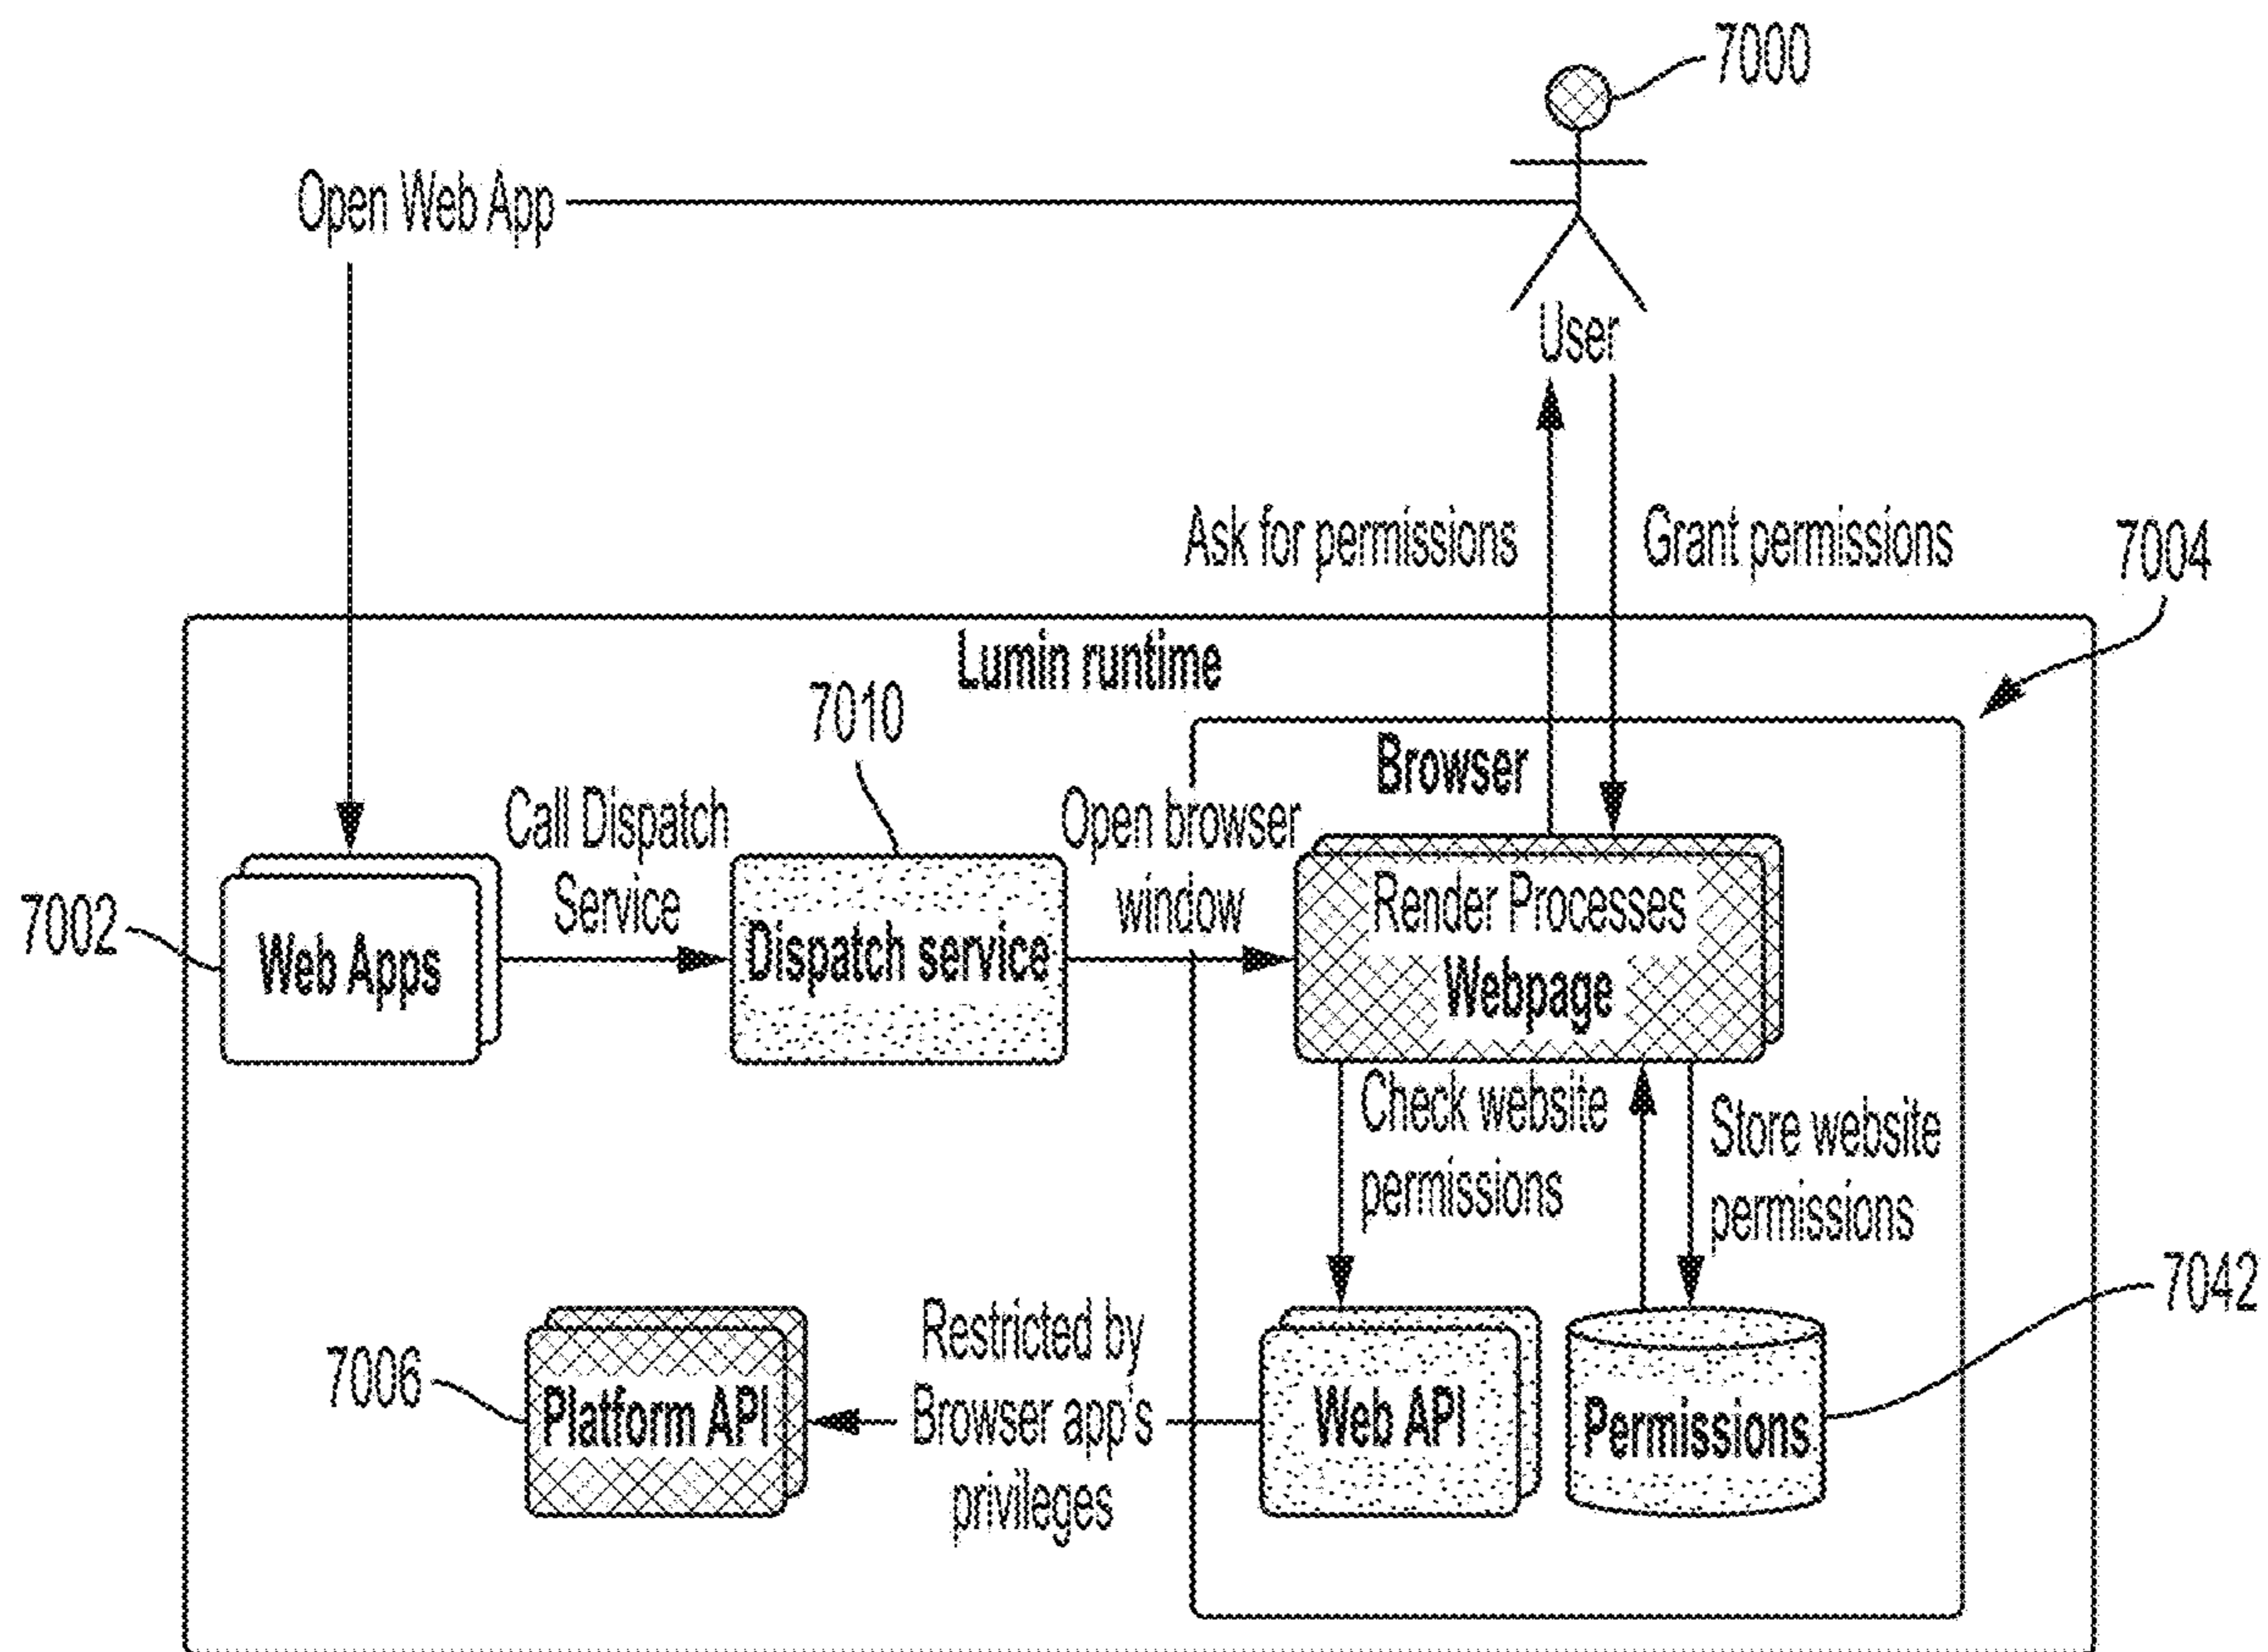 7000
Open Web App
User
Ask for permissions
Grant permissions
7004
Lumin runtime
7010
Browser
Call Dispatch
Service
Open browser
window
7002
Web Apps
Dispatch service
Render Processes
Webpage
Check website
permissions
Store website
permissions
7042
7006
Platform API
Restricted by
Browser app's
privileges
Web API
Permissions